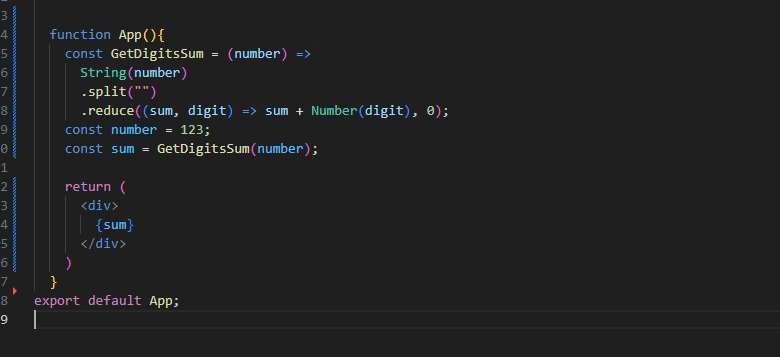 3
4 function App(){
5 const GetDigitsSum = (number) =>
6 String(number)
7 .split("")
8 .reduce((sum, digit) => sum + Number(digit), 0);
9 const number = 123;
0 const sum = GetDigitsSum(number);
1
2 return (
3 <div>
4 {sum}
5 </div>
6 )
7 }
8 export default App;
9